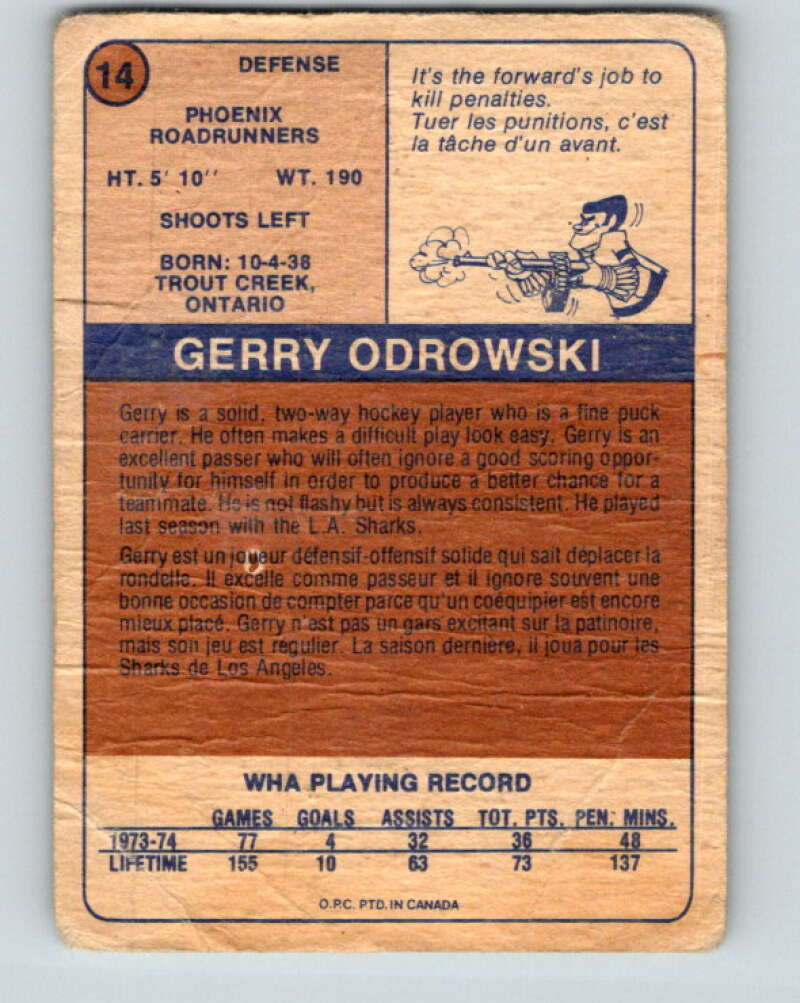 14
DEFENSE
PHOENIX
ROADRUNNERS
HT. 5' 10'' WT. 190
SHOOTS LEFT
BORN: 10-4-38
TROUT CREEK,
ONTARIO
It's the forward's job to
kill penalties.
Tuer les punitions, c'est
la tâche d'un avant.
GERRY ODROWSKI
Gerry is a solid, two-way hockey player who is a fine puck
carrier. He often makes a difficult play look easy. Gerry is an
excellent passer who will often ignore a good scoring oppor-
tunity for himself in order to produce a better chance for a
teammate. He is not flashy but is always consistent. He played
last season with the L.A. Sharks.
Gerry est un joueur défensif-offensif solide qui sait déplacer la
rondelle. Il excelle comme passeur et il ignore souvent une
bonne occasion de compter parce qu'un coéquipier est encore
mieux placé. Gerry n'est pas un gars excitant sur la patinoire,
mais son jeu est regulier. La saison dernière, il joua pour les
Sharks de Los Angeles.
WHA PLAYING RECORD
GAMES GOALS ASSISTS TOT. PTS. PEN. MINS.
1973-74 77 4 32 36 48
LIFETIME 155 10 63 73 137
O.P.C. PTD. IN CANADA